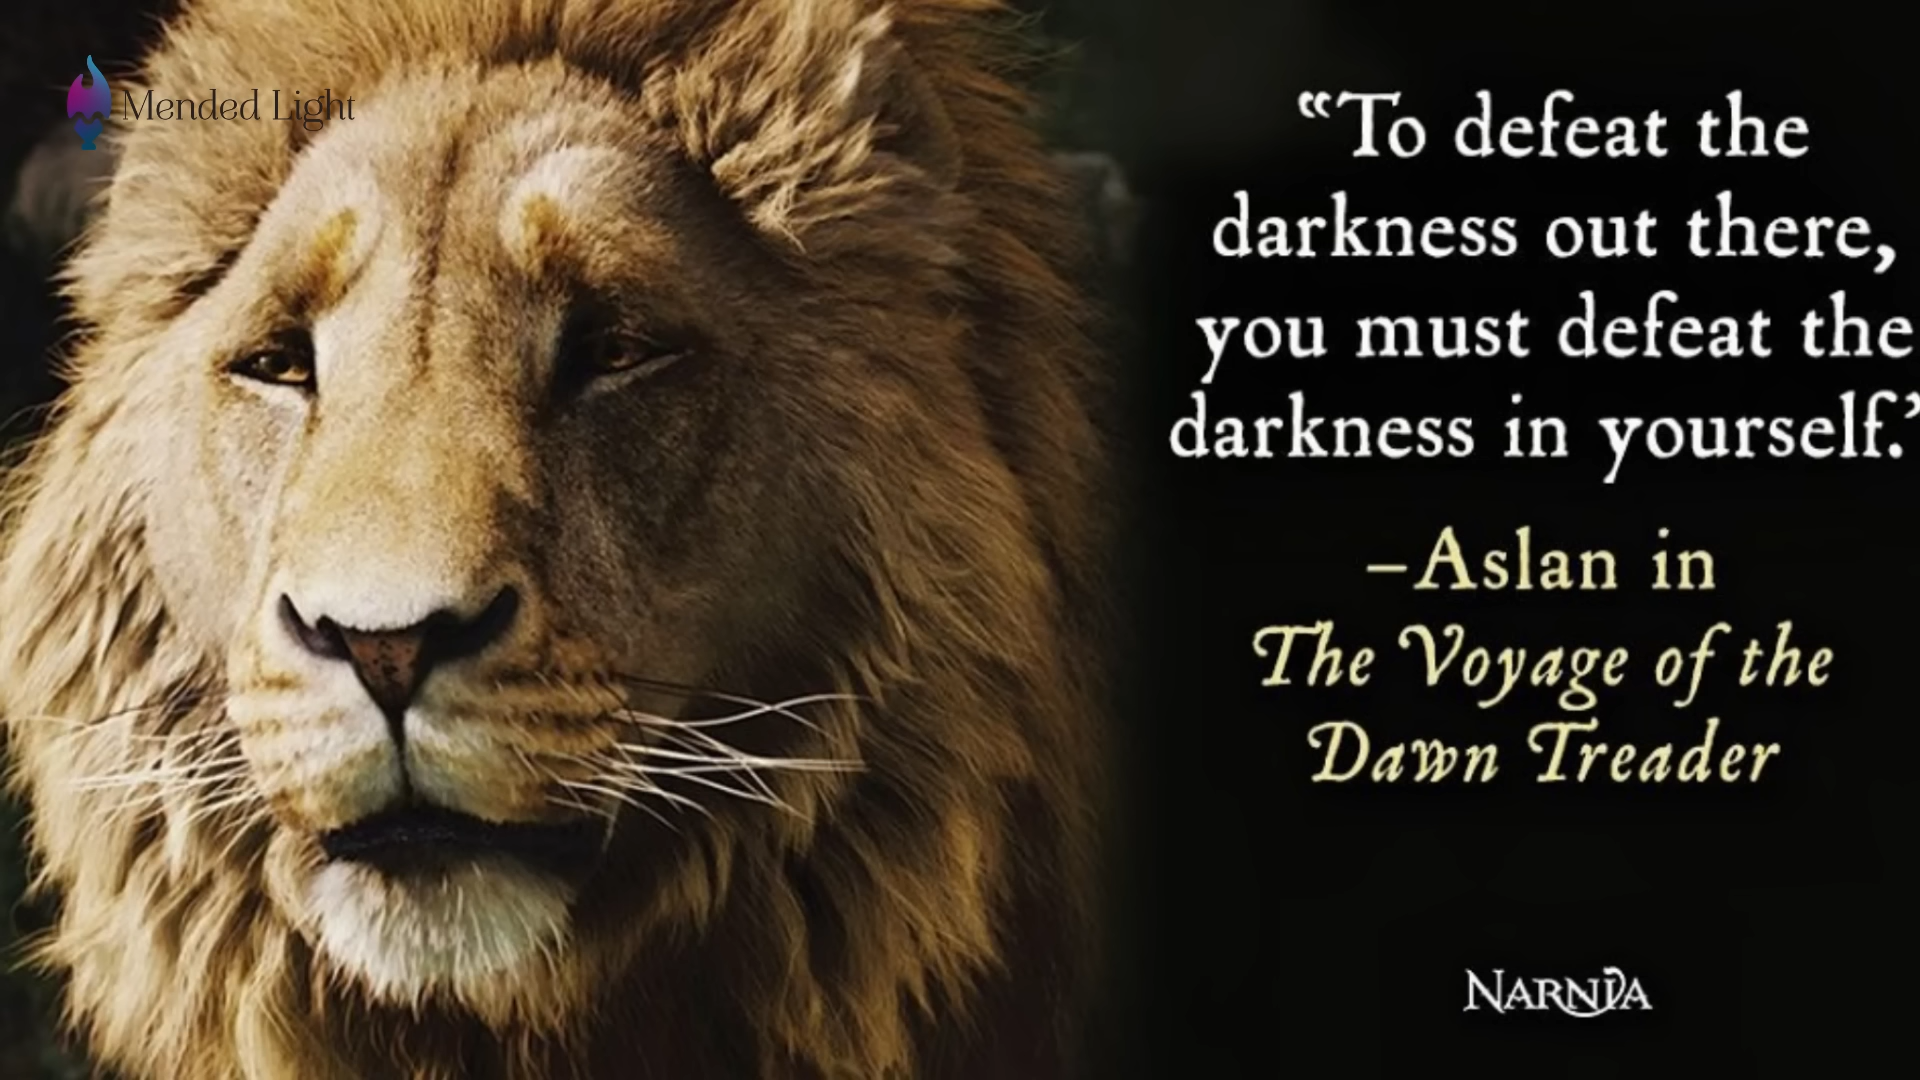 Mended Light
“To defeat the
darkness out there,
you must defeat the
darkness in yourself.’
–Aslan in
The Voyage of the
Dawn Treader
NARNIA